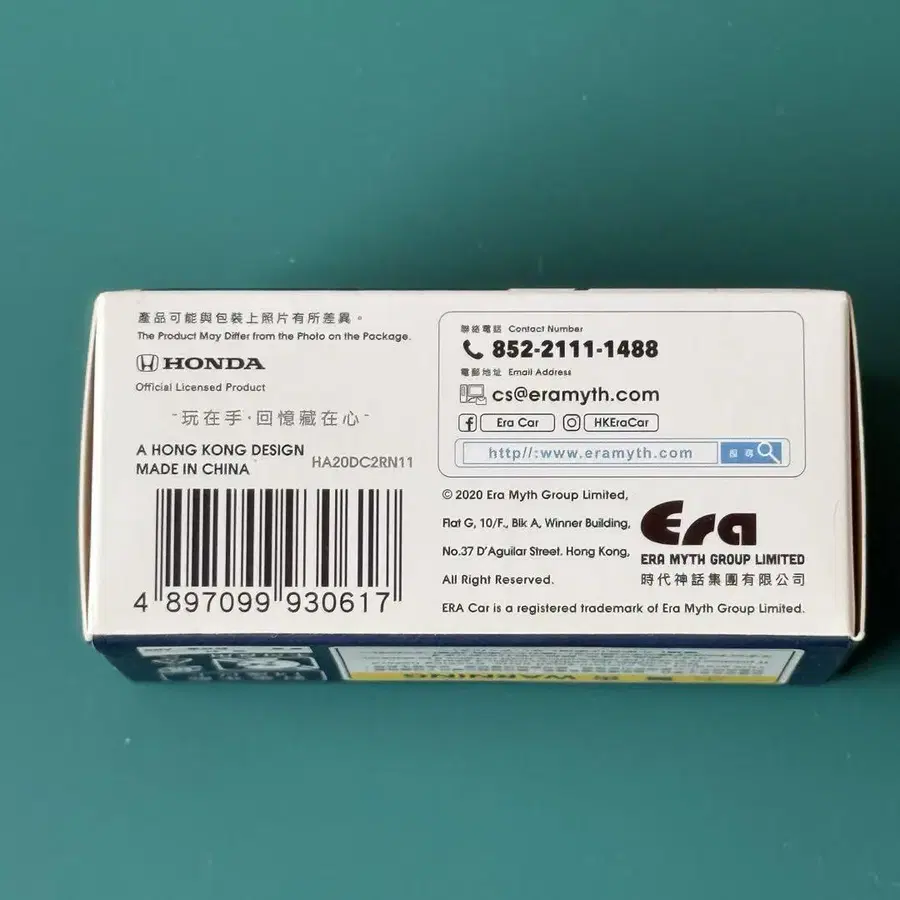 產品可能與包裝上照片有所差異。
The Product May Differ from the Photo on the Package.
HONDA
Official Licensed Product
-玩在手·回憶藏在心-
A HONG KONG DESIGN
MADE IN CHINA
HA20DC2RN11
4 897099 930617
聯絡電話 Contact Number
852-2111-1488
電郵地址 Email Address
cs@eramyth.com
Era Car HKEraCar
http//:www.eramyth.com 搜尋
© 2020 Era Myth Group Limited,
Flat G, 10/F., Blk A, Winner Building,
No.37 D'Aguilar Street. Hong Kong,
All Right Reserved.
Era
ERA MYTH GROUP LIMITED
時代神話集團有限公司
ERA Car is a registered trademark of Era Myth Group Limited.
WARNING